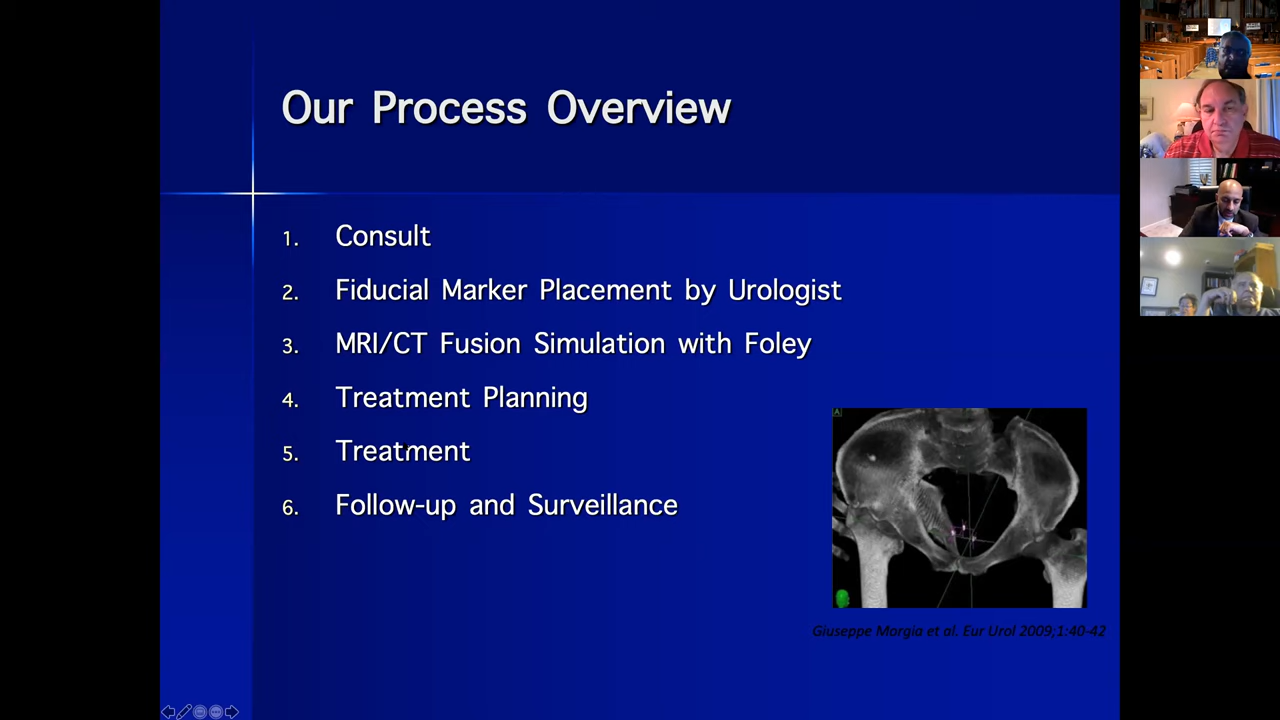 Our Process Overview
1. Consult
2. Fiducial Marker Placement by Urologist
3. MRI/CT Fusion Simulation with Foley
4. Treatment Planning
5. Treatment
6. Follow-up and Surveillance
A
Giuseppe Morgia et al. Eur Urol 2009;1:40-42